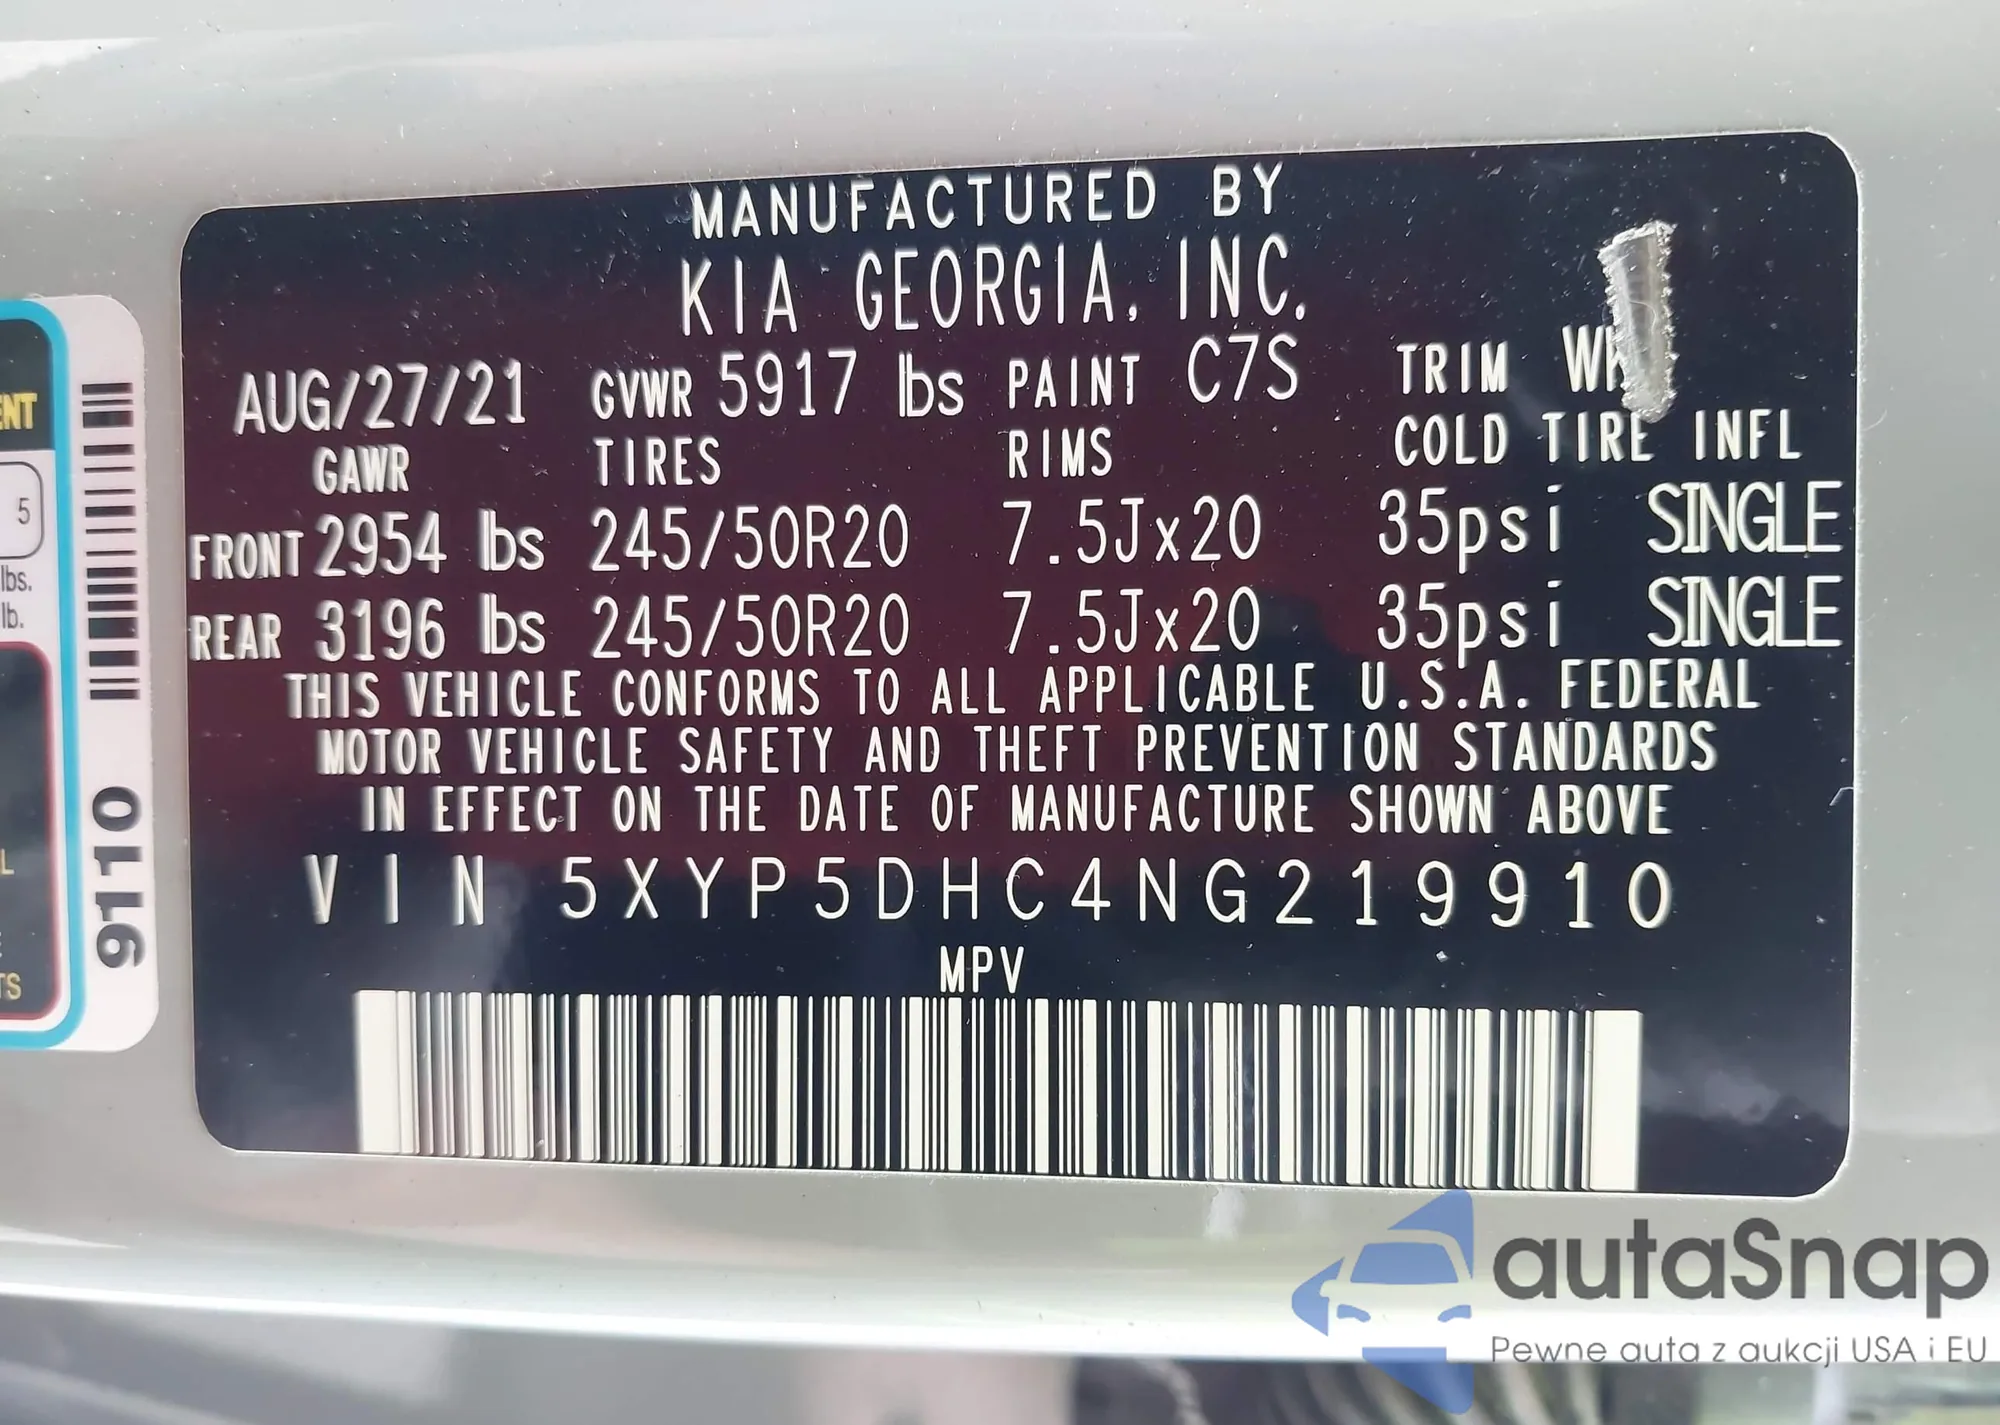 MANUFACTURED BY
KIA GEORGIA, INC.
AUG/27/21 GVWR 5917 lbs PAINT C7S TRIM
GAWR TIRES RIMS COLD TIRE INFL
FRONT 2954 lbs 245/50R20 7.5Jx20 35psi SINGLE
REAR 3196 lbs 245/50R20 7.5Jx20 35psi SINGLE
THIS VEHICLE CONFORMS TO ALL APPLICABLE U.S.A. FEDERAL
MOTOR VEHICLE SAFETY AND THEFT PREVENTION STANDARDS
IN EFFECT ON THE DATE OF MANUFACTURE SHOWN ABOVE
VIN 5XYP5DHC4NG219910
MPV
5
lbs.
lb.
9110
autaSnap
Pewne auta z aukcji USA i EU